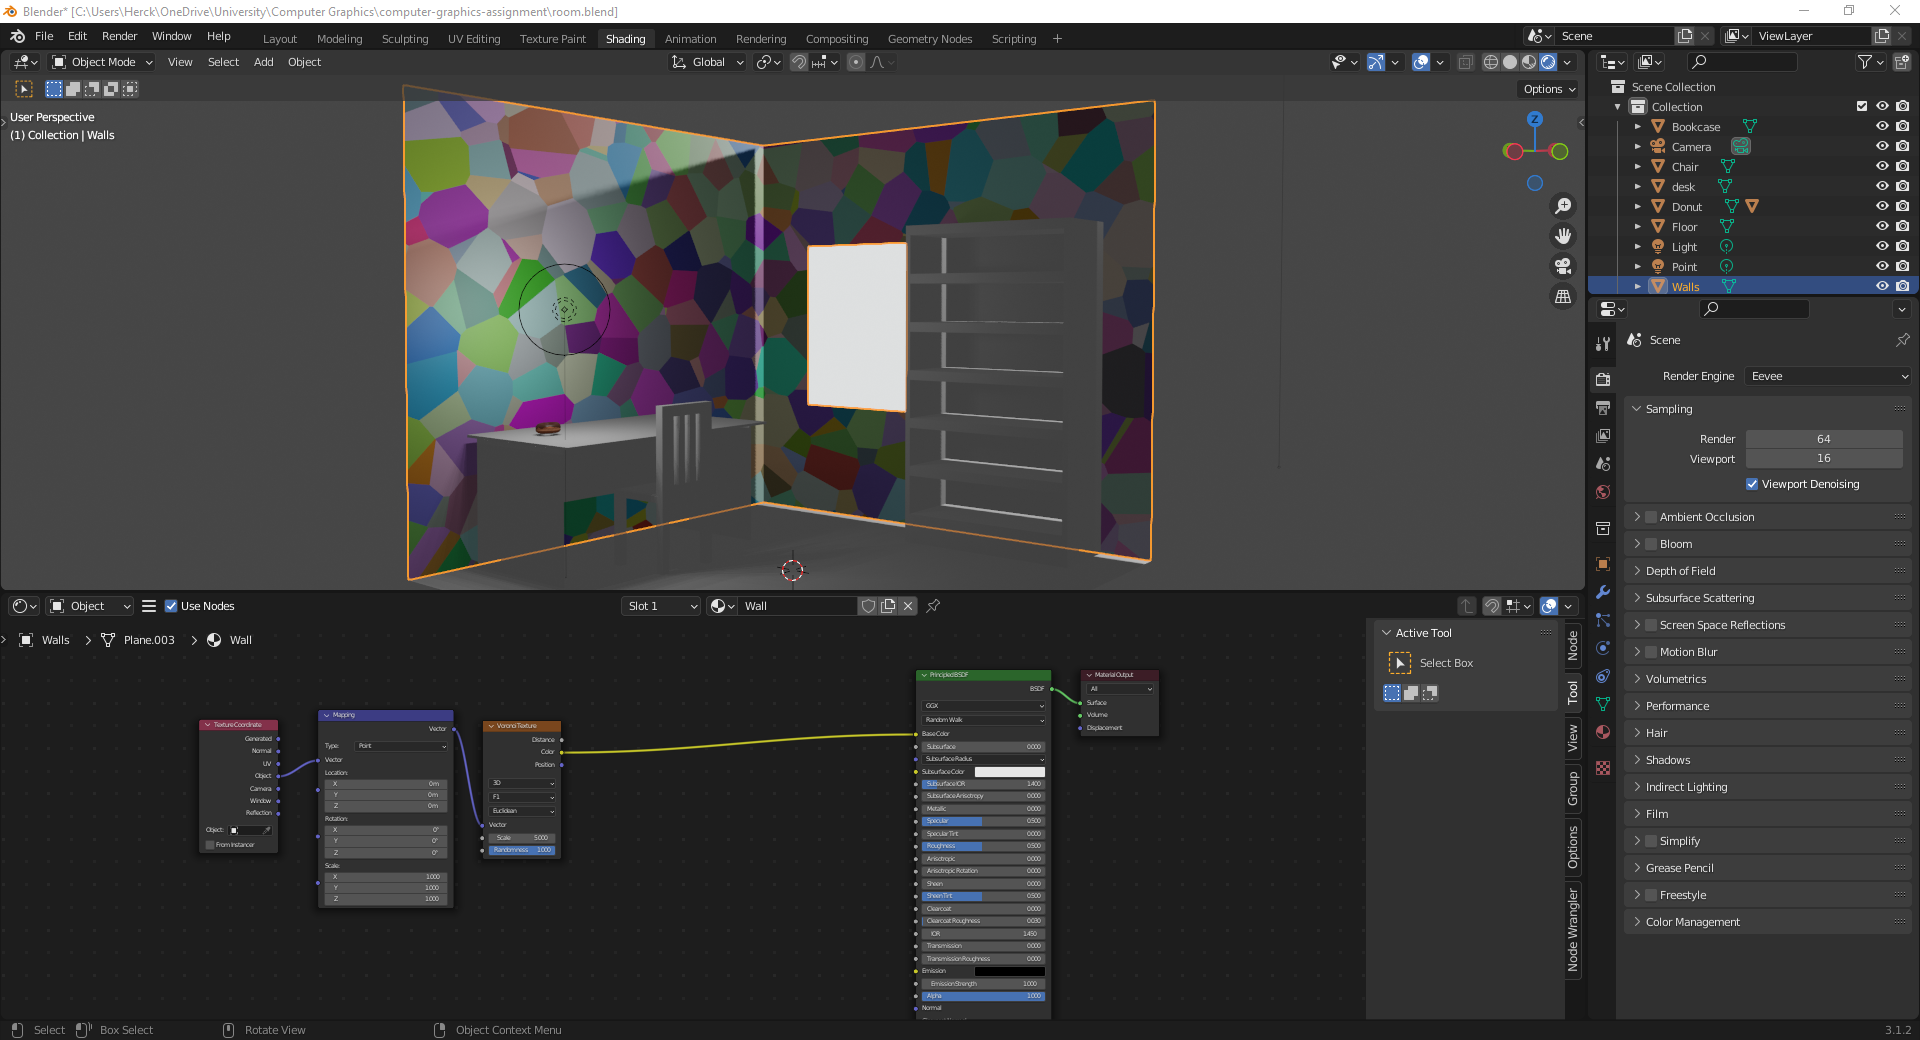 Blender* [C:\Users\Herck\OneDrive\University\Computer Graphics\computer-graphics-assignment\room.blend]
File Edit Render Window Help Layout Modeling Sculpting UV Editing Texture Paint Shading Animation Rendering Compositing Geometry Nodes Scripting + Scene ViewLayer
Object Mode View Select Add Object Global
Options
User Perspective
(1) Collection | Walls
Z
Scene Collection
Collection
Bookcase
Camera
Chair
desk
Donut
Floor
Light
Point
Walls
Scene
Render Engine Eevee
Sampling
Render 64
Viewport 16
Viewport Denoising
Ambient Occlusion
Bloom
Depth of Field
Subsurface Scattering
Screen Space Reflections
Motion Blur
Volumetrics
Performance
Hair
Shadows
Indirect Lighting
Film
Simplify
Grease Pencil
Freestyle
Color Management
Object Use Nodes Slot 1 Wall
Walls Plane.003 Wall
Texture Coordinate
Generated
Normal
UV
Object
Camera
Window
Reflection
Object:
From Instancer
Mapping
Vector
Type: Point
Vector
Location:
X 0m
Y 0m
Z 0m
Rotation:
X 0°
Y 0°
Z 0°
Scale:
X 1.000
Y 1.000
Z 1.000
Voronoi Texture
Distance
Color
Position
3D
F1
Euclidean
Vector
Scale 5.000
Randomness 1.000
Principled BSDF
BSDF
GGX
Random Walk
Base Color
Subsurface 0.000
Subsurface Radius
Subsurface Color
Subsurface IOR 1.400
Subsurface Anisotropy 0.000
Metallic 0.000
Specular 0.500
Specular Tint 0.000
Roughness 0.500
Anisotropic 0.000
Anisotropic Rotation 0.000
Sheen 0.000
Sheen Tint 0.500
Clearcoat 0.000
Clearcoat Roughness 0.030
IOR 1.450
Transmission 0.000
Transmission Roughness 0.000
Emission
Emission Strength 1.000
Alpha 1.000
Normal
Material Output
All
Surface
Volume
Displacement
Active Tool
Select Box
Node
Tool
View
Group
Options
Node Wrangler
Select Box Select Rotate View Object Context Menu 3.1.2